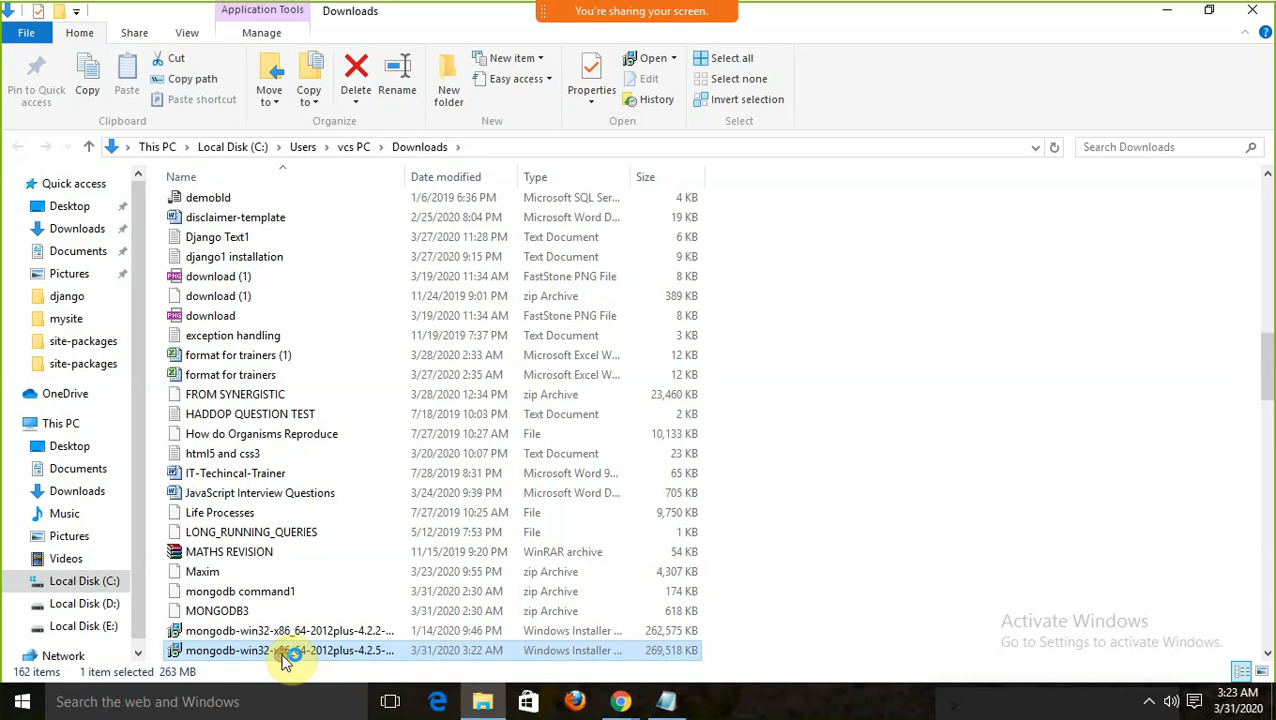 Application Tools
Downloads
You're sharing your screen.
File
Home
Share
View
Manage
Pin to Quick access
Copy
Paste
Cut
Copy path
Paste shortcut
Clipboard
Move to
Copy to
Delete
Rename
Organize
New folder
New item
Easy access
New
Properties
Open
Edit
History
Open
Select all
Select none
Invert selection
Select
This PC
Local Disk (C:)
Users
vcs PC
Downloads
Search Downloads
Name
Date modified
Type
Size
Quick access
Desktop
Downloads
Documents
Pictures
django
mysite
site-packages
site-packages
OneDrive
This PC
Desktop
Documents
Downloads
Music
Pictures
Videos
Local Disk (C:)
Local Disk (D:)
Local Disk (E:)
Network
demobld 1/6/2019 6:36 PM Microsoft SQL Ser... 4 KB
disclaimer-template 2/25/2020 8:04 PM Microsoft Word D... 19 KB
Django Text1 3/27/2020 11:28 PM Text Document 6 KB
django1 installation 3/27/2020 9:15 PM Text Document 9 KB
download (1) 3/19/2020 11:34 AM FastStone PNG File 8 KB
download (1) 11/24/2019 9:01 PM zip Archive 389 KB
download 3/19/2020 11:34 AM FastStone PNG File 8 KB
exception handling 11/19/2019 7:37 PM Text Document 3 KB
format for trainers (1) 3/28/2020 2:33 AM Microsoft Excel W... 12 KB
format for trainers 3/27/2020 2:35 AM Microsoft Excel W... 12 KB
FROM SYNERGISTIC 3/28/2020 12:34 PM zip Archive 23,460 KB
HADDOP QUESTION TEST 7/18/2019 10:03 PM Text Document 2 KB
How do Organisms Reproduce 7/27/2019 10:27 AM File 10,133 KB
html5 and css3 3/20/2020 10:07 PM Text Document 23 KB
IT-Techincal-Trainer 7/28/2019 8:31 PM Microsoft Word 9... 65 KB
JavaScript Interview Questions 3/24/2020 9:39 PM Microsoft Word D... 705 KB
Life Processes 7/27/2019 10:25 AM File 9,750 KB
LONG_RUNNING_QUERIES 5/12/2019 7:53 PM File 1 KB
MATHS REVISION 11/15/2019 9:20 PM WinRAR archive 54 KB
Maxim 3/23/2020 9:55 PM zip Archive 4,307 KB
mongodb command1 3/31/2020 2:30 AM zip Archive 174 KB
MONGODB3 3/31/2020 2:30 AM zip Archive 618 KB
mongodb-win32-x86_64-2012plus-4.2.2-... 1/14/2020 9:46 PM Windows Installer ... 262,575 KB
mongodb-win32-x86_64-2012plus-4.2.5-... 3/31/2020 3:22 AM Windows Installer ... 269,518 KB
Activate Windows
Go to Settings to activate Windows.
162 items 1 item selected 263 MB
Search the web and Windows
3:23 AM
3/31/2020